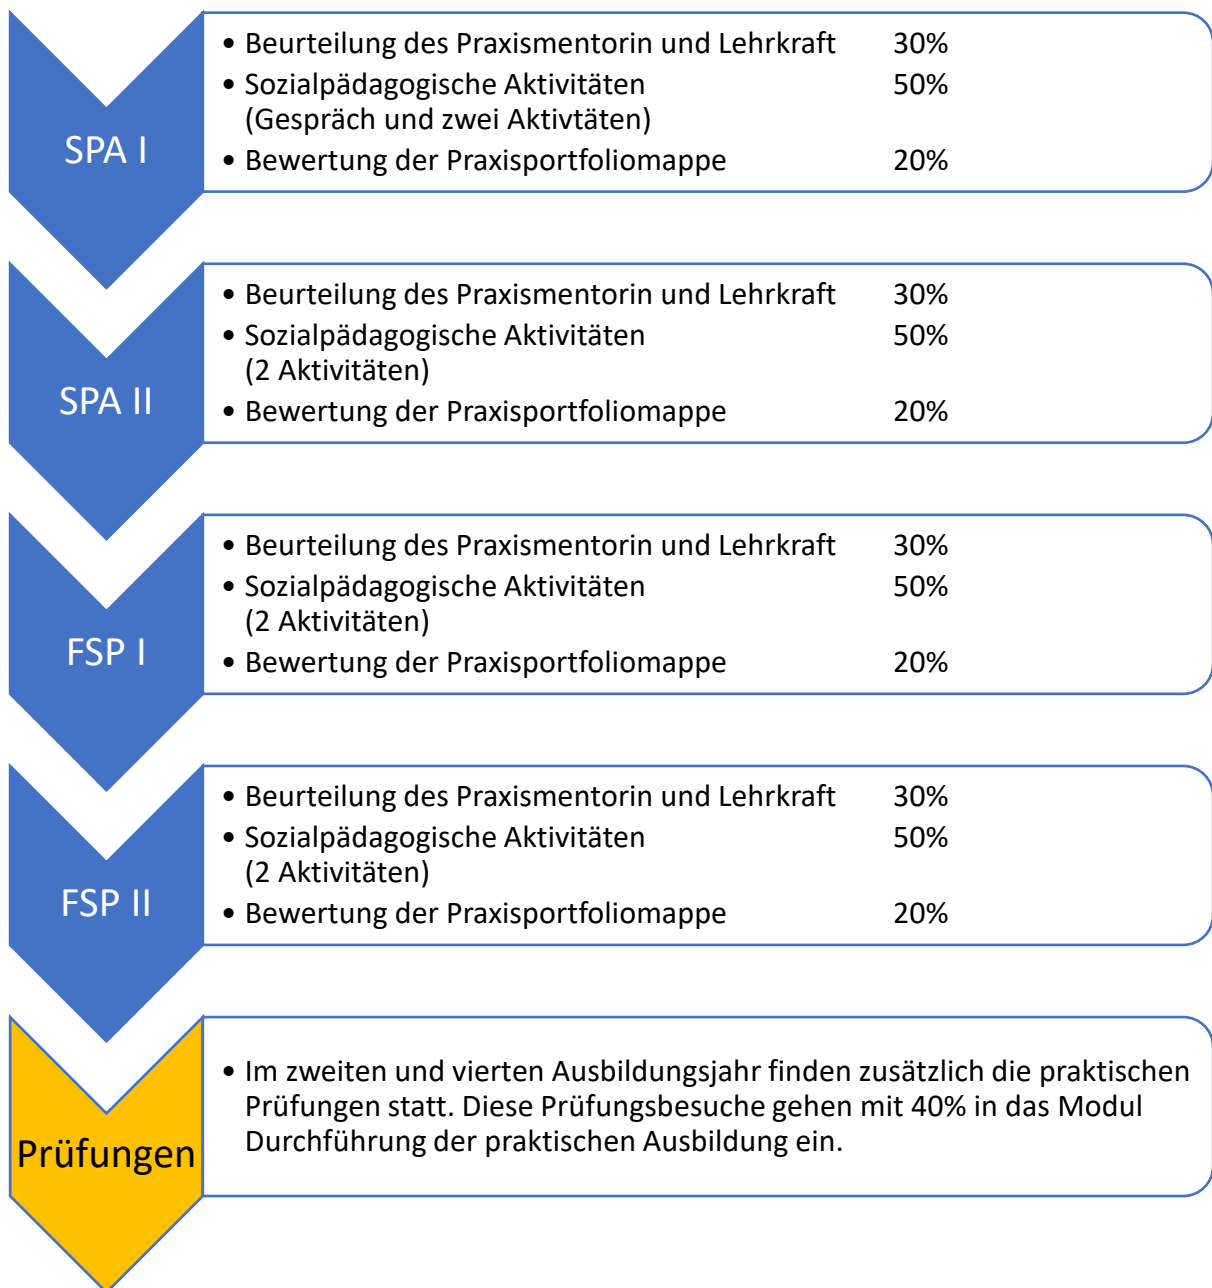 SPA I
• Beurteilung des Praxismentorin und Lehrkraft 30%
• Sozialpädagogische Aktivitäten 50%
(Gespräch und zwei Aktivtäten)
• Bewertung der Praxisportfoliomappe 20%
SPA II
• Beurteilung des Praxismentorin und Lehrkraft 30%
• Sozialpädagogische Aktivitäten 50%
(2 Aktivitäten)
• Bewertung der Praxisportfoliomappe 20%
FSP I
• Beurteilung des Praxismentorin und Lehrkraft 30%
• Sozialpädagogische Aktivitäten 50%
(2 Aktivitäten)
• Bewertung der Praxisportfoliomappe 20%
FSP II
• Beurteilung des Praxismentorin und Lehrkraft 30%
• Sozialpädagogische Aktivitäten 50%
(2 Aktivitäten)
• Bewertung der Praxisportfoliomappe 20%
Prüfungen
• Im zweiten und vierten Ausbildungsjahr finden zusätzlich die praktischen
Prüfungen statt. Diese Prüfungsbesuche gehen mit 40% in das Modul
Durchführung der praktischen Ausbildung ein.